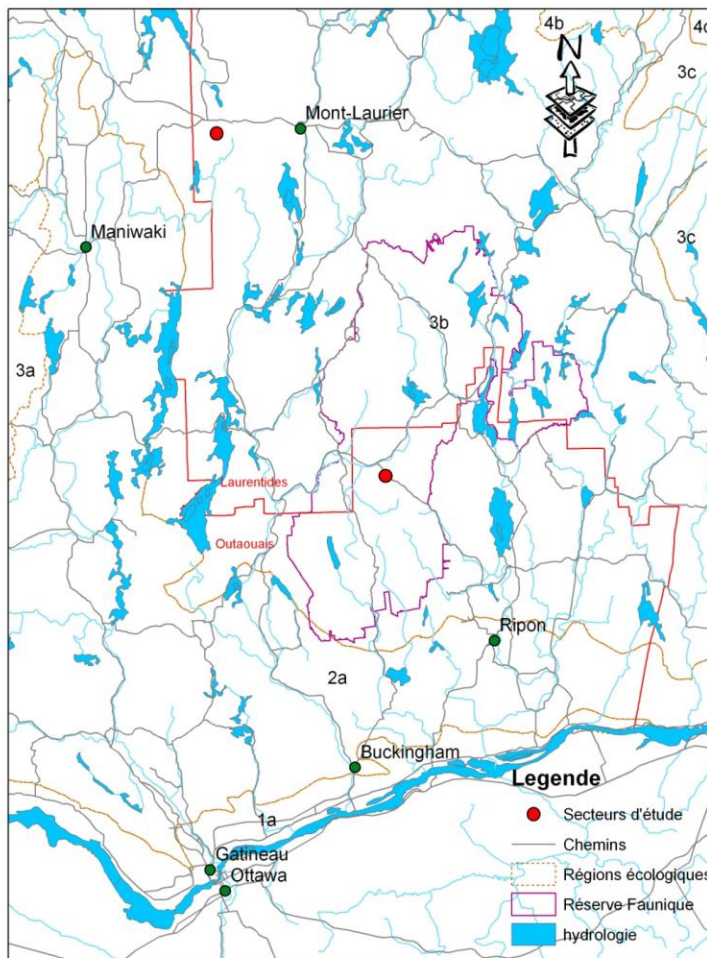 4b
4c
N
3c
Mont-Laurier
Maniwaki
3c
3b
3a
Laurentides
Outaouais
Ripon
2a
Buckingham
Legende
Secteurs d'étude
1a
Chemins
Gatineau
Régions écologiques
Ottawa
Réserve Faunique
hydrologie